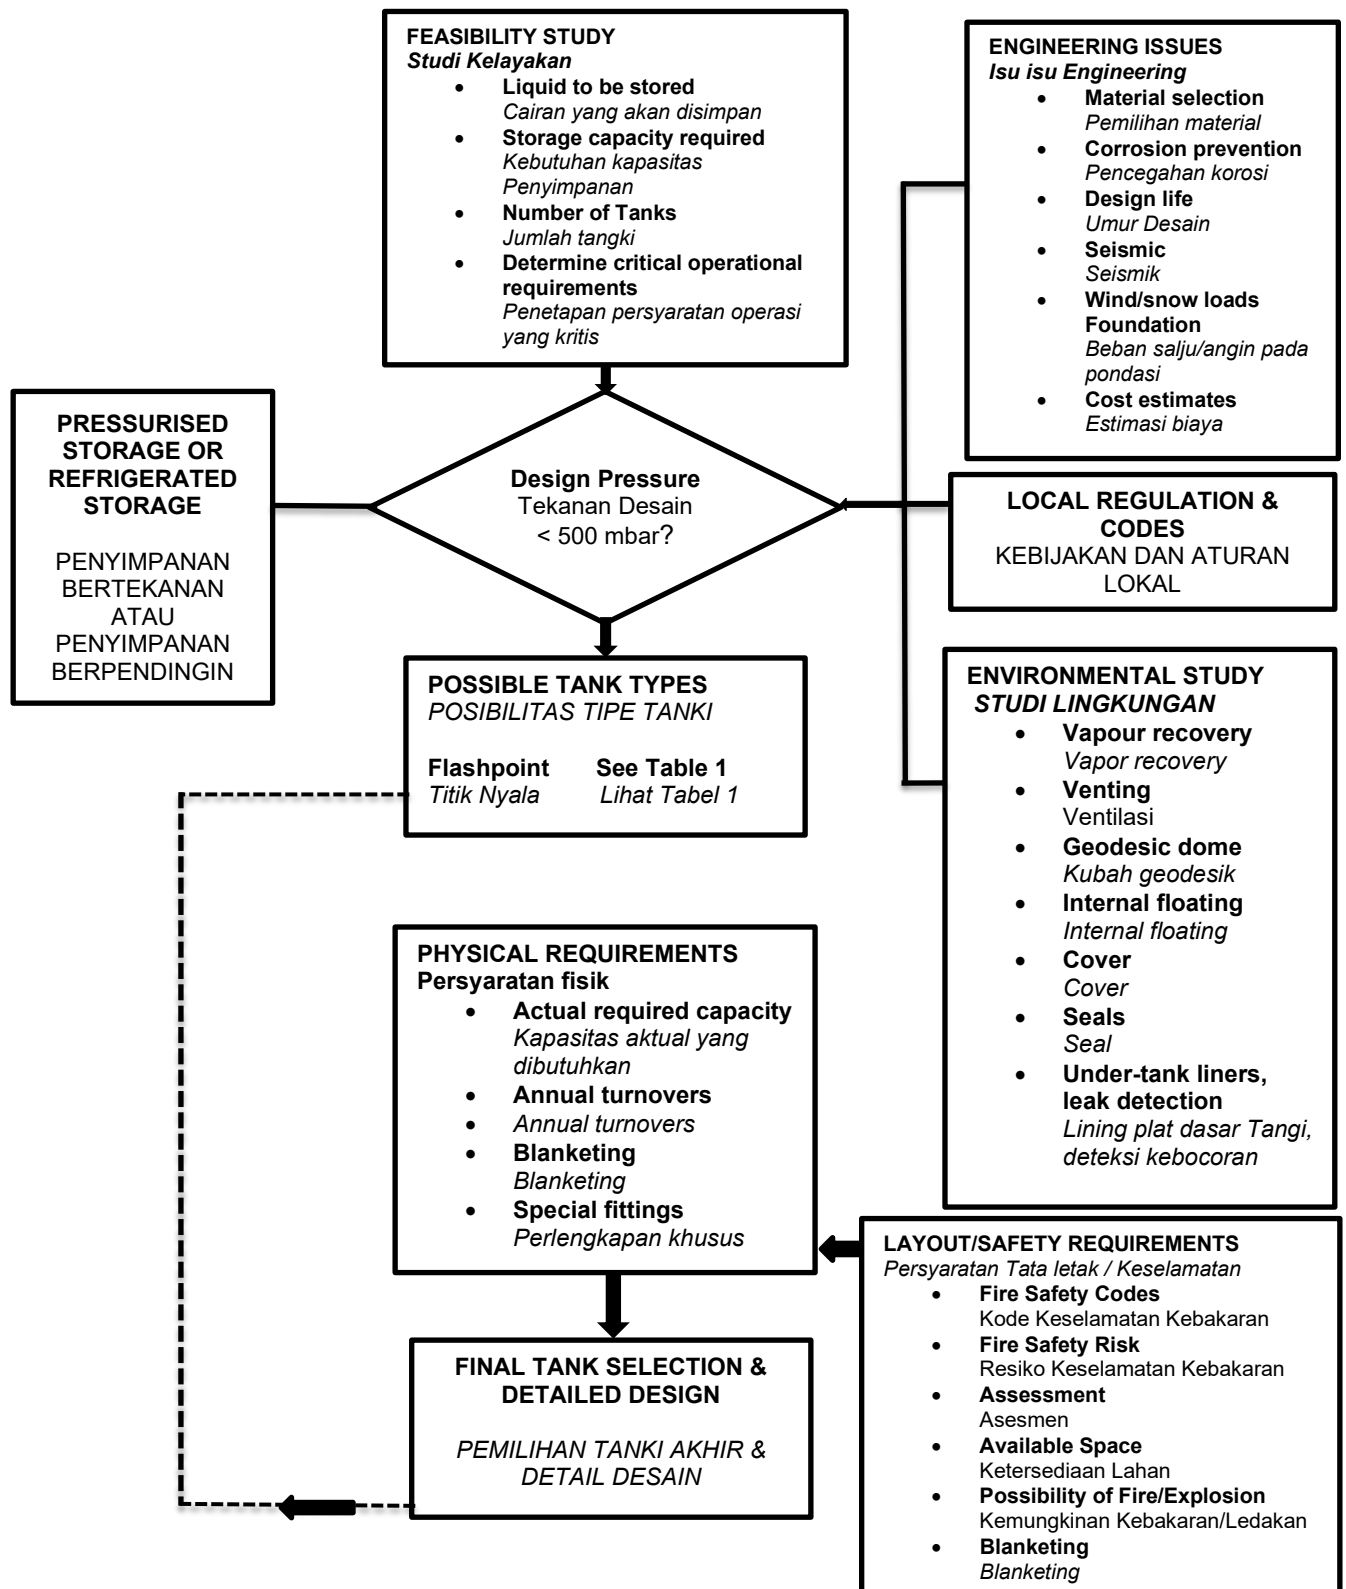 FEASIBILITY STUDY
Studi Kelayakan
• Liquid to be stored
Cairan yang akan disimpan
• Storage capacity required
Kebutuhan kapasitas
Penyimpanan
• Number of Tanks
Jumlah tangki
• Determine critical operational
requirements
Penetapan persyaratan operasi
yang kritis
ENGINEERING ISSUES
Isu isu Engineering
• Material selection
Pemilihan material
• Corrosion prevention
Pencegahan korosi
• Design life
Umur Desain
• Seismic
Seismik
• Wind/snow loads
Foundation
Beban salju/angin pada
pondasi
• Cost estimates
Estimasi biaya
PRESSURISED
STORAGE OR
REFRIGERATED
STORAGE
PENYIMPANAN
BERTEKANAN
ATAU
PENYIMPANAN
BERPENDINGIN
Design Pressure
Tekanan Desain
< 500 mbar?
LOCAL REGULATION &
CODES
KEBIJAKAN DAN ATURAN
LOKAL
POSSIBLE TANK TYPES
POSIBILITAS TIPE TANKI
Flashpoint See Table 1
Titik Nyala Lihat Tabel 1
ENVIRONMENTAL STUDY
STUDI LINGKUNGAN
• Vapour recovery
Vapor recovery
• Venting
Ventilasi
• Geodesic dome
Kubah geodesik
• Internal floating
Internal floating
• Cover
Cover
• Seals
Seal
• Under-tank liners,
leak detection
Lining plat dasar Tangi,
deteksi kebocoran
PHYSICAL REQUIREMENTS
Persyaratan fisik
• Actual required capacity
Kapasitas aktual yang
dibutuhkan
• Annual turnovers
• Annual turnovers
• Blanketing
Blanketing
• Special fittings
Perlengkapan khusus
LAYOUT/SAFETY REQUIREMENTS
Persyaratan Tata letak / Keselamatan
• Fire Safety Codes
Kode Keselamatan Kebakaran
• Fire Safety Risk
Resiko Keselamatan Kebakaran
• Assessment
Asesmen
• Available Space
Ketersediaan Lahan
• Possibility of Fire/Explosion
Kemungkinan Kebakaran/Ledakan
• Blanketing
Blanketing
FINAL TANK SELECTION &
DETAILED DESIGN
PEMILIHAN TANKI AKHIR &
DETAIL DESAIN